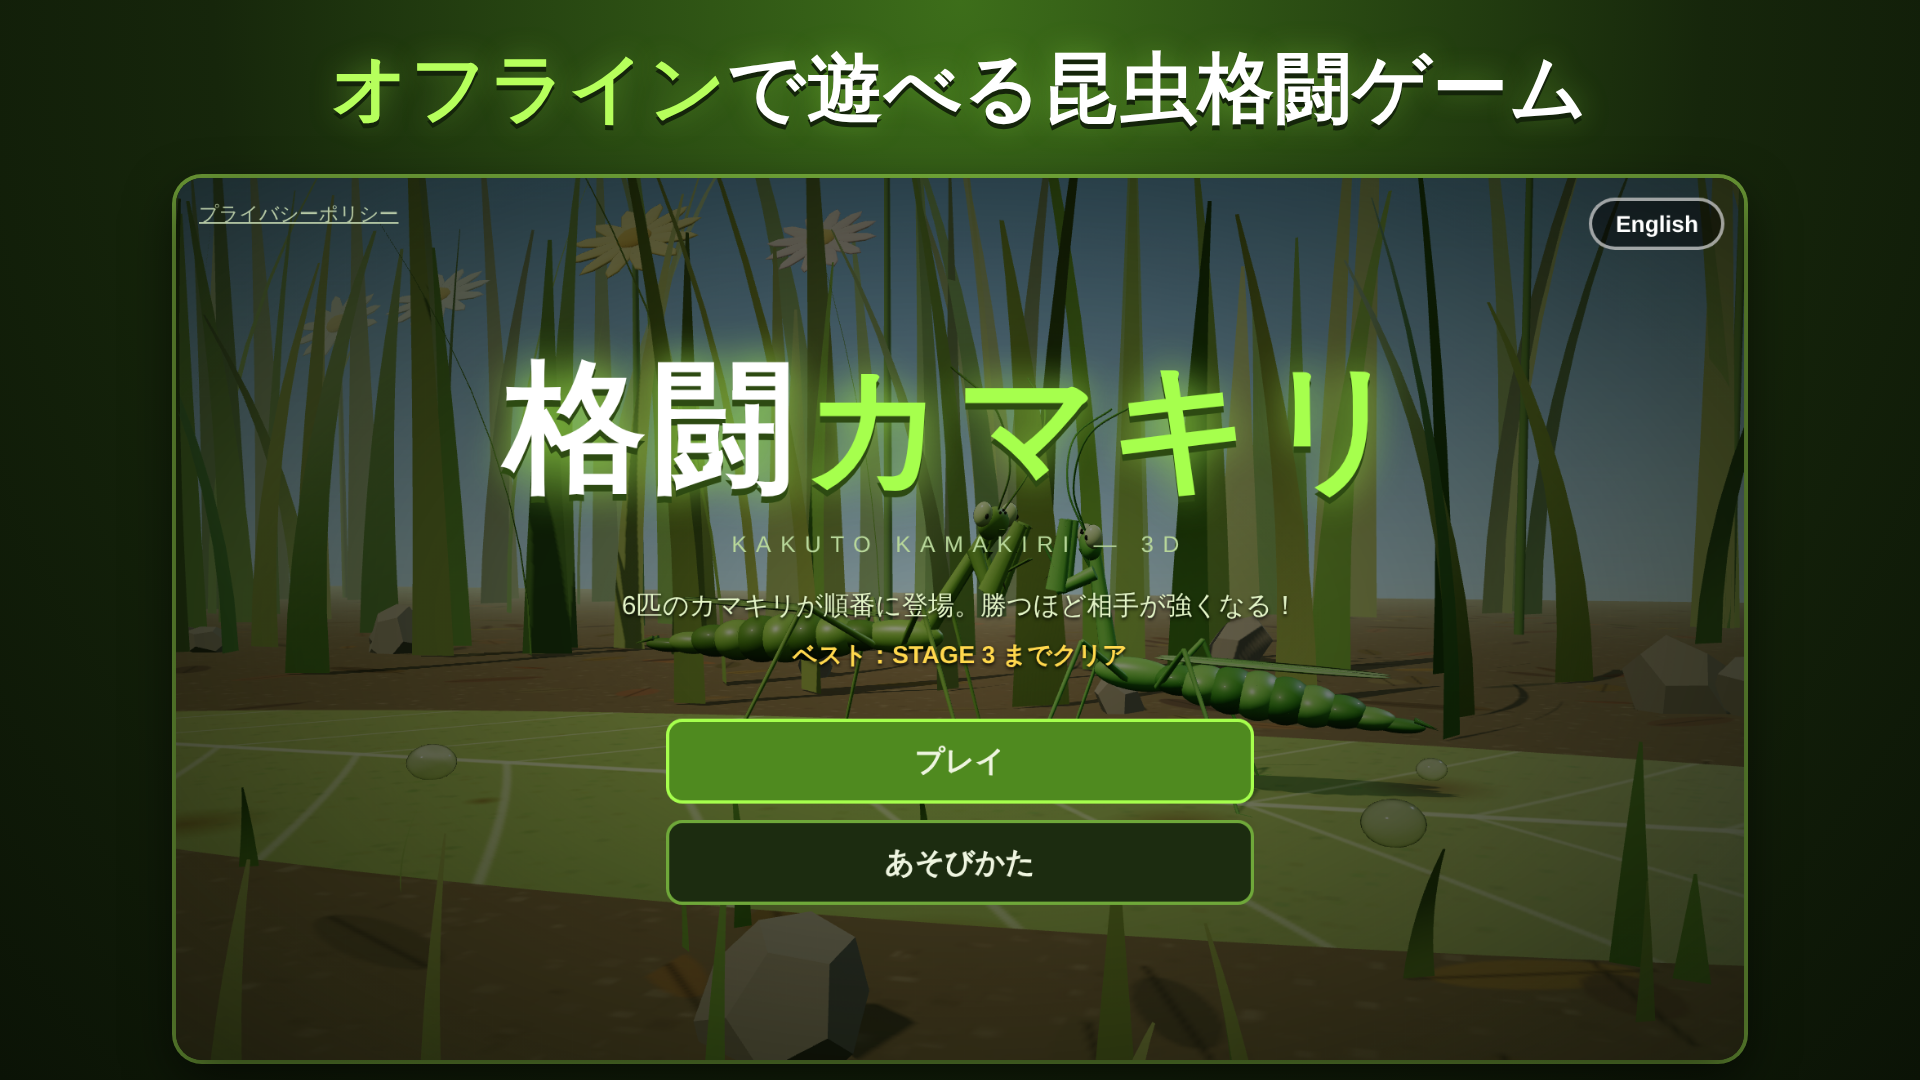 オフラインで遊べる昆虫格闘ゲーム
プライバシーポリシー
English
格闘カマキリ
KAKUTO KAMAKIRI — 3D
6匹のカマキリが順番に登場。勝つほど相手が強くなる！
ベスト：STAGE 3 までクリア
プレイ
あそびかた